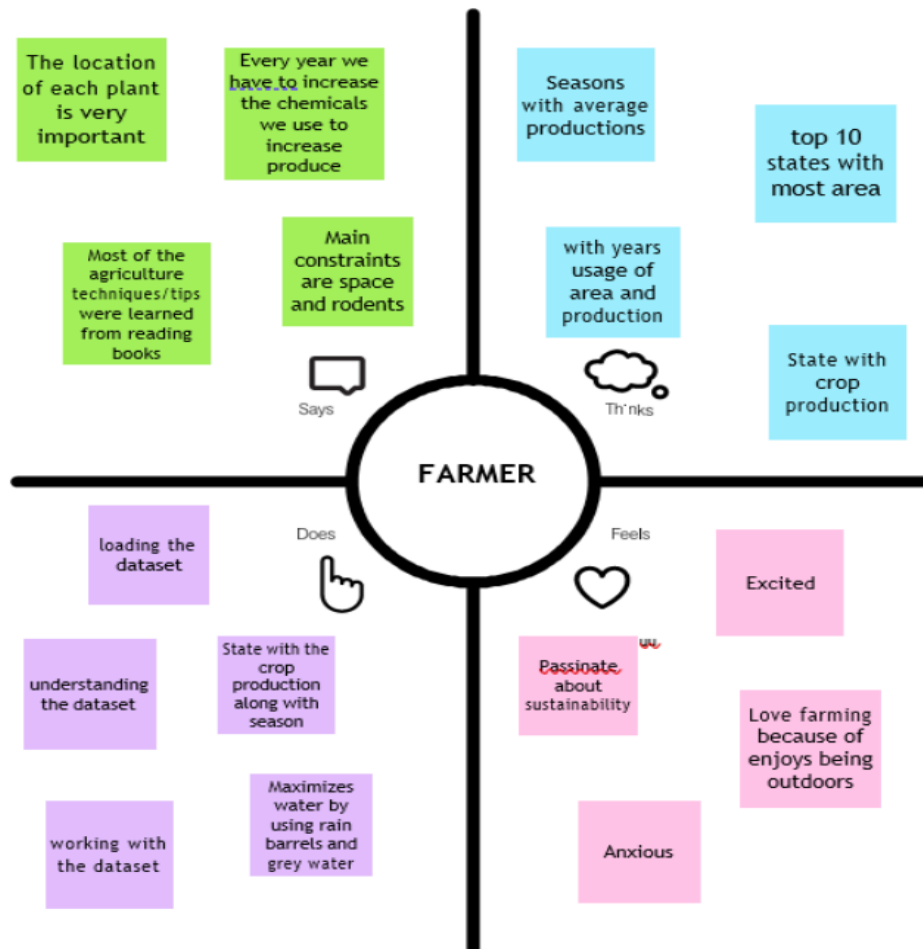 The location
of each plant
is very
important
Every year we
have to increase
the chemicals
we use to
increase
produce
Most of the
agriculture
techniques/tips
were learned
from reading
books
Main
constraints
are space
and rodents
Says
Seasons
with average
productions
top 10
states with
most area
with years
usage of
area and
production
State with
crop
production
Thinks
FARMER
Does
loading the
dataset
understanding
the dataset
State with the
crop
production
along with
season
working with
the dataset
Maximizes
water by
using rain
barrels and
grey water
Feels
Excited
uu
Passinate
about
sustainability
Love farming
because of
enjoys being
outdoors
Anxious